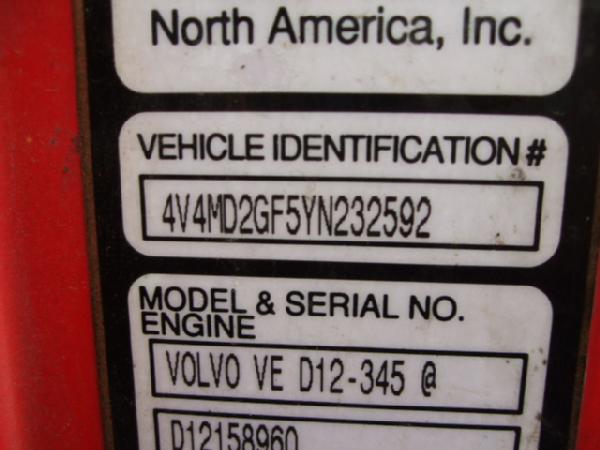 North America, Inc.
VEHICLE IDENTIFICATION #
4V4MD2GF5YN232592
MODEL & SERIAL NO.
ENGINE
VOLVO VE D12-345 @
D12158960